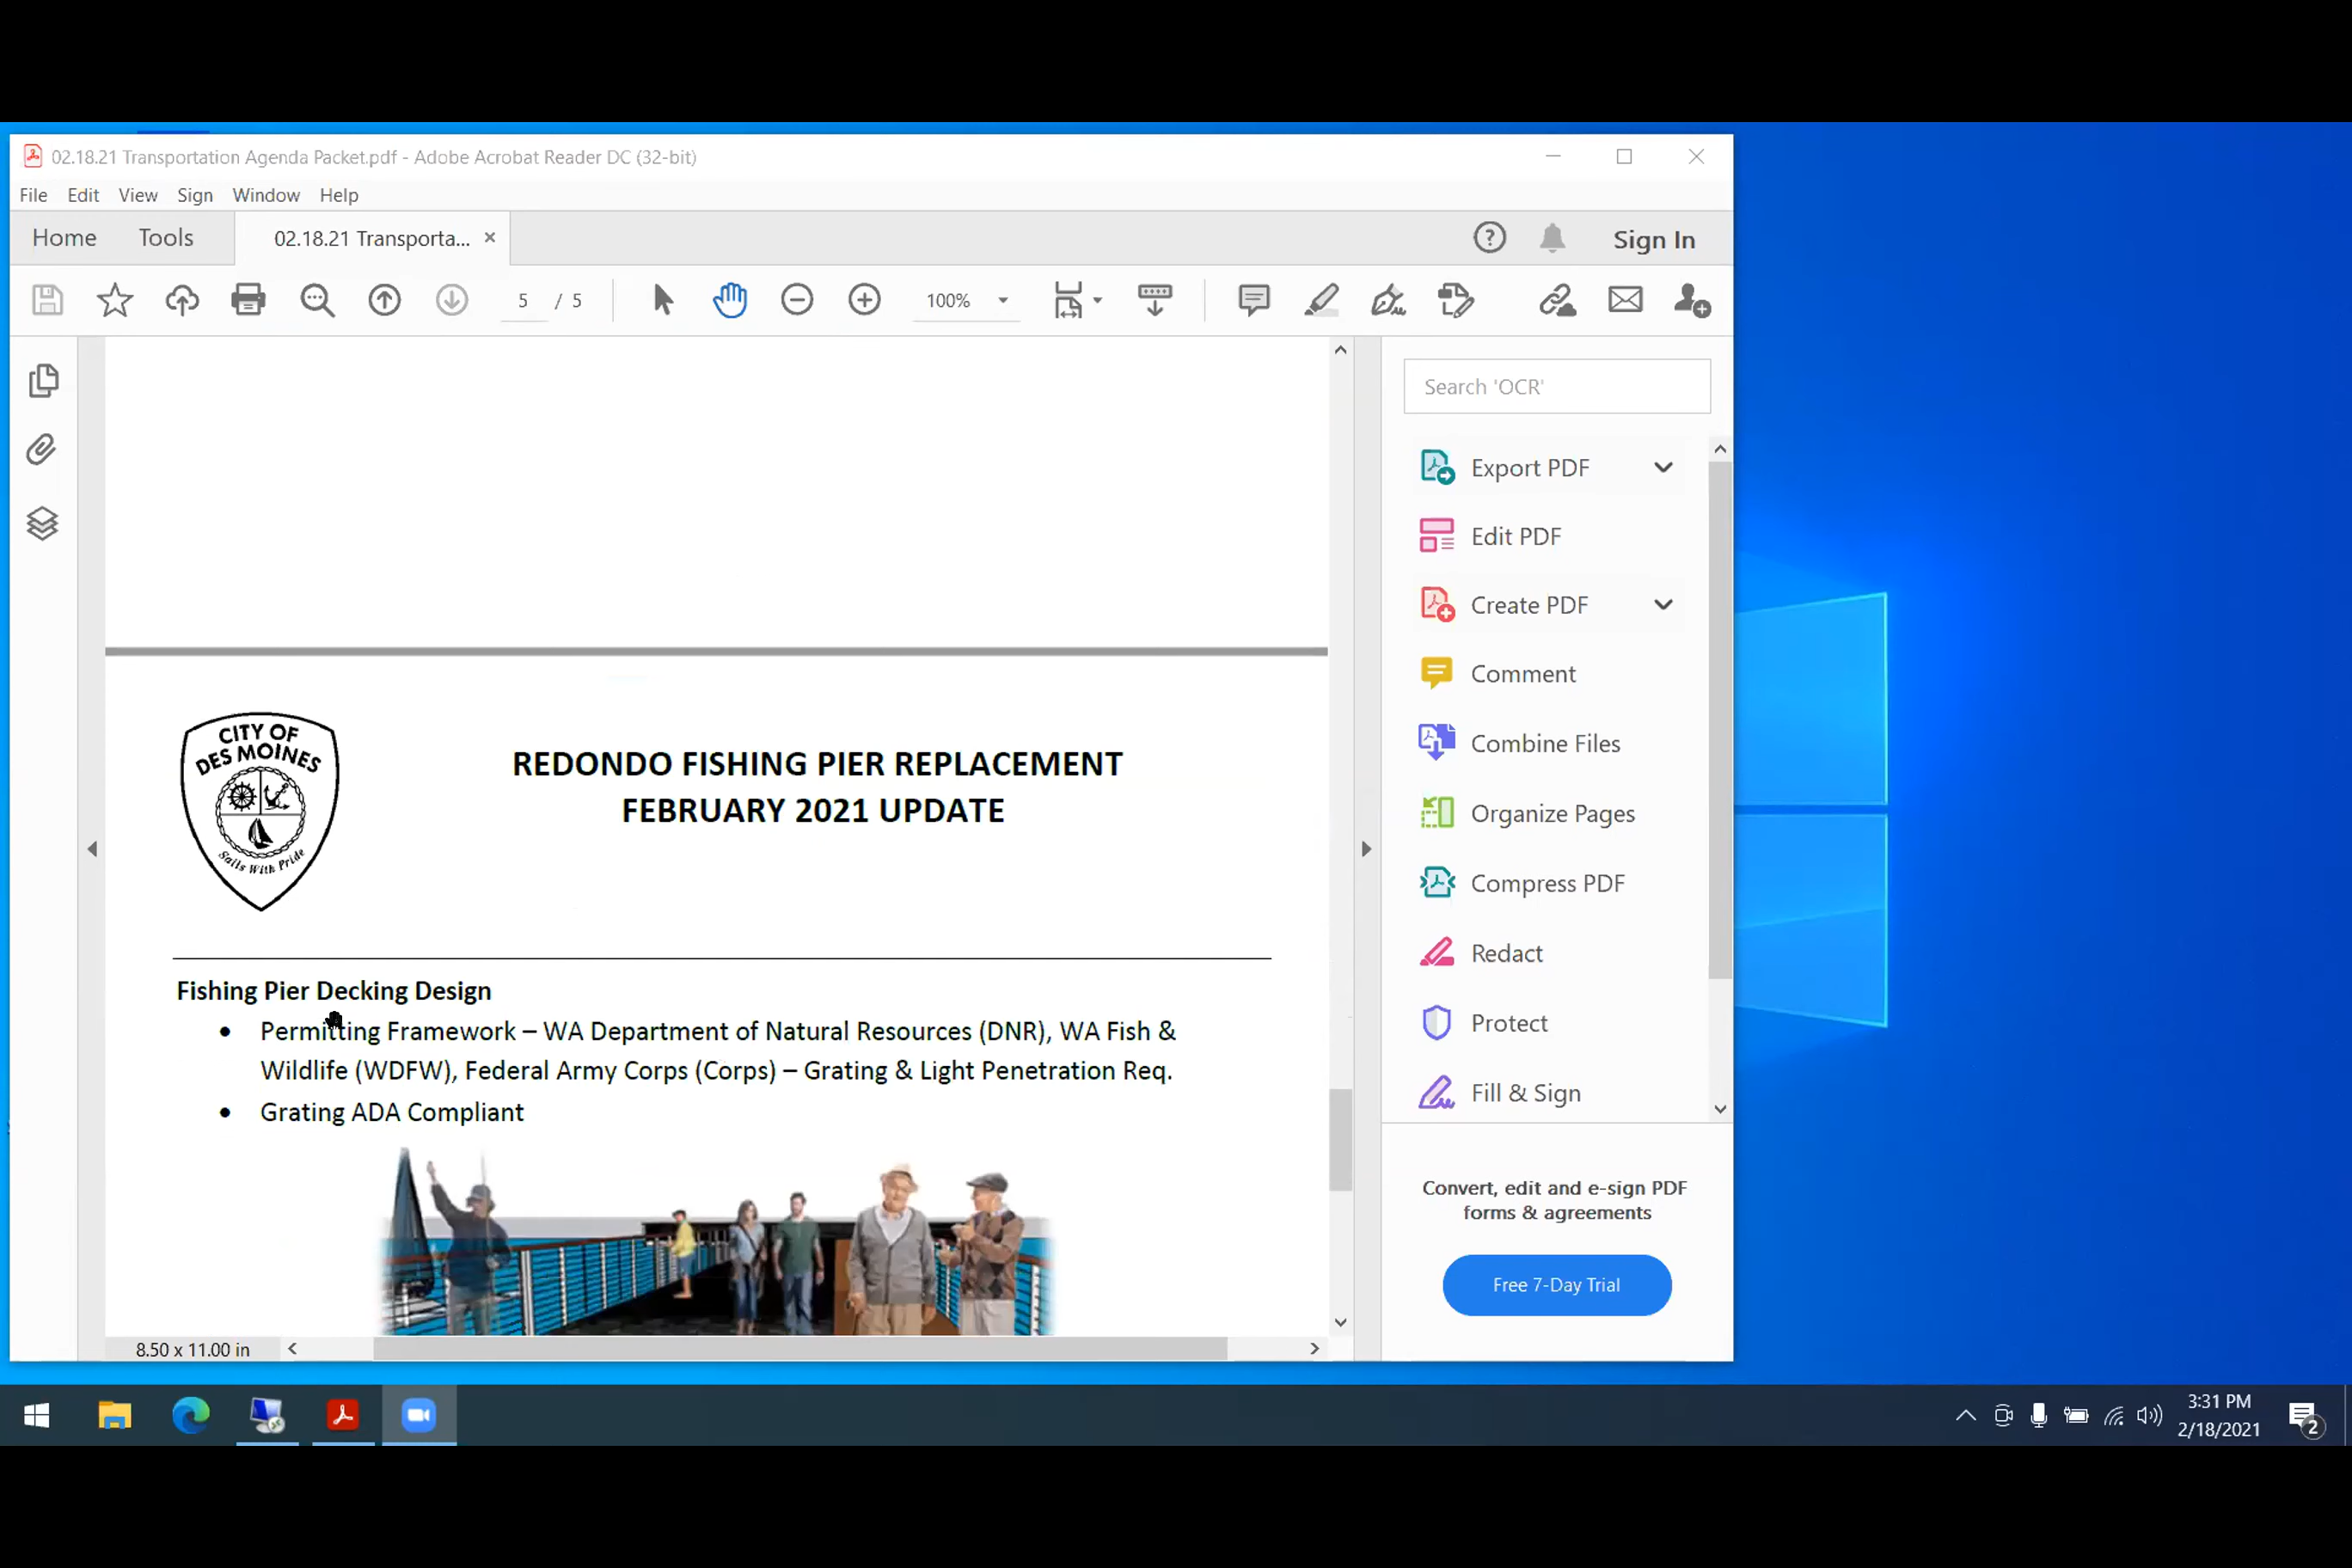 02.18.21 Transportation Agenda Packet.pdf - Adobe Acrobat Reader DC (32-bit)
File Edit View Sign Window Help
Home Tools 02.18.21 Transporta... Sign In
5 / 5 100%
Search 'OCR'
Export PDF
Edit PDF
Create PDF
Comment
Combine Files
Organize Pages
Compress PDF
Redact
Protect
Fill & Sign
Convert, edit and e-sign PDF
forms & agreements
Free 7-Day Trial
CITY OF
DES MOINES
Sails With Pride
REDONDO FISHING PIER REPLACEMENT
FEBRUARY 2021 UPDATE
Fishing Pier Decking Design
• Permitting Framework – WA Department of Natural Resources (DNR), WA Fish &
Wildlife (WDFW), Federal Army Corps (Corps) – Grating & Light Penetration Req.
• Grating ADA Compliant
8.50 x 11.00 in
3:31 PM
2/18/2021
2